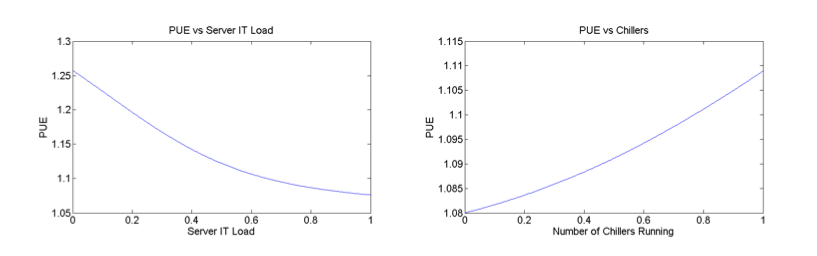 PUE vs Server IT Load
1.3
1.25
1.2
1.15
1.1
1.05
PUE
0 0.2 0.4 0.6 0.8 1
Server IT Load
PUE vs Chillers
1.115
1.11
1.105
1.1
1.095
1.09
1.085
1.08
PUE
0 0.2 0.4 0.6 0.8 1
Number of Chillers Running